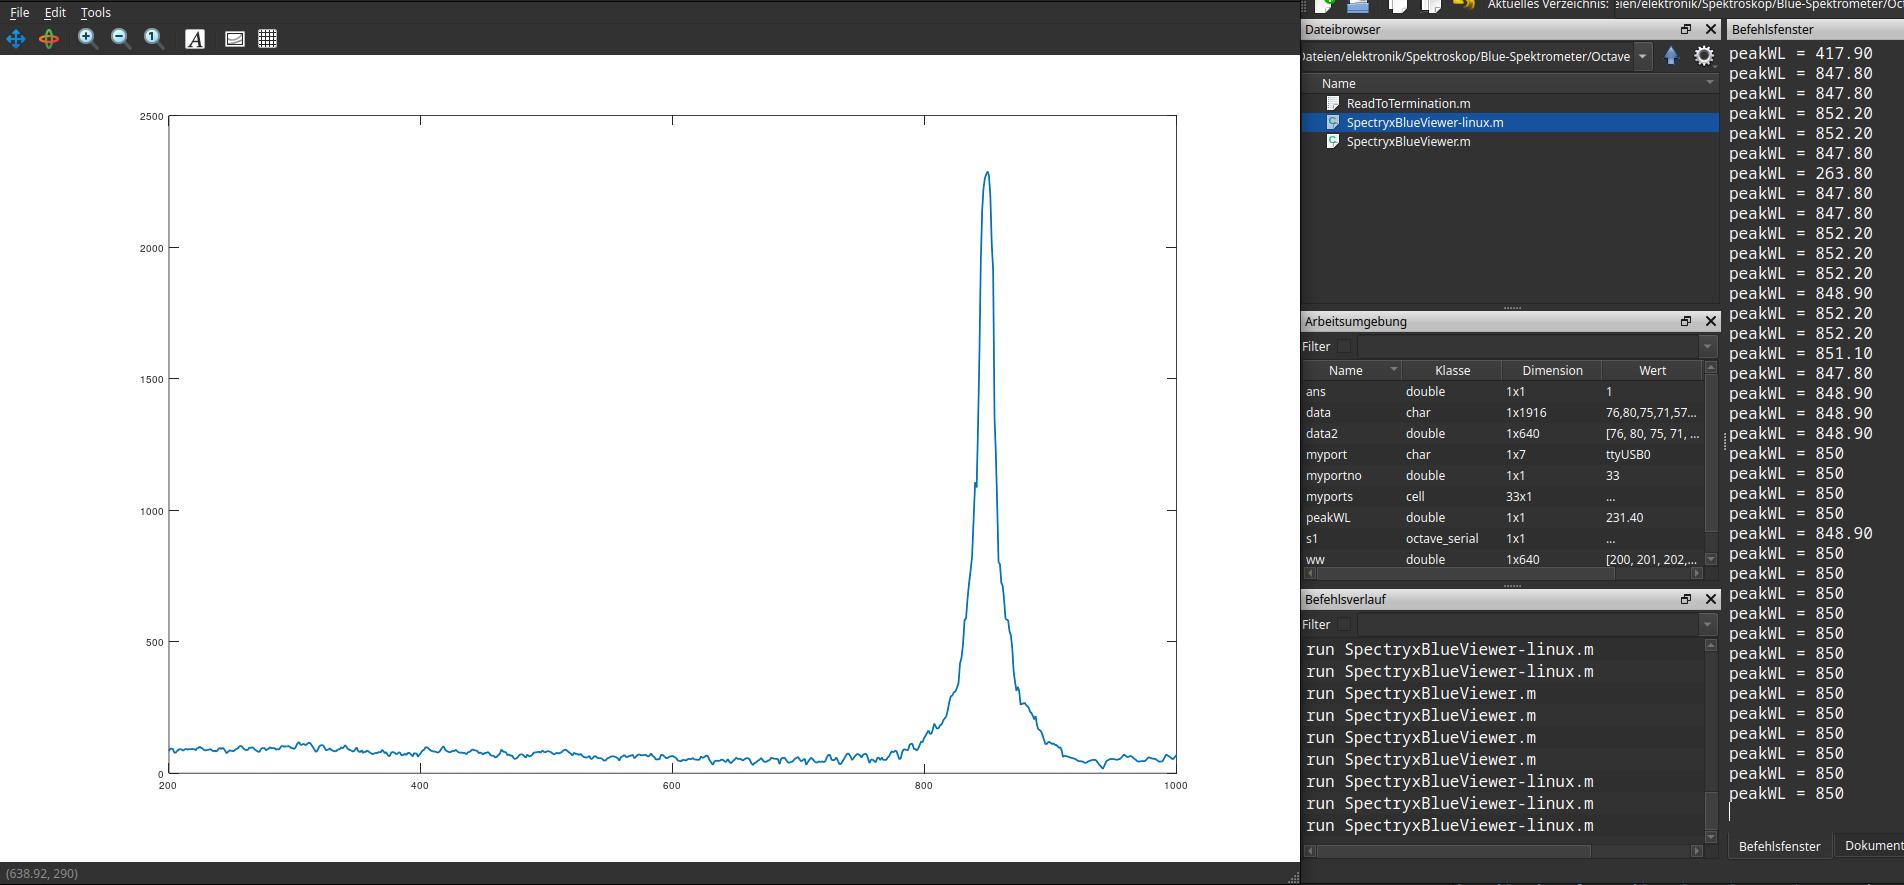 File Edit Tools
2500
2000
1500
1000
500
0
200 400 600 800 1000
(638.92, 290)
Aktuelles Verzeichnis: eien/elektronik/Spektroskop/Blue-Spektrometer/Oc
Dateibrowser
Dateien/elektronik/Spektroskop/Blue-Spektrometer/Octave
Name
ReadToTermination.m
SpectryxBlueViewer-linux.m
SpectryxBlueViewer.m
Arbeitsumgebung
Filter
Name Klasse Dimension Wert
ans double 1x1 1
data char 1x1916 76,80,75,71,57...
data2 double 1x640 [76, 80, 75, 71, ...
myport char 1x7 ttyUSB0
myportno double 1x1 33
myports cell 33x1 ...
peakWL double 1x1 231.40
s1 octave_serial 1x1 ...
ww double 1x640 [200, 201, 202,...
Befehlsverlauf
Filter
run SpectryxBlueViewer-linux.m
run SpectryxBlueViewer-linux.m
run SpectryxBlueViewer.m
run SpectryxBlueViewer.m
run SpectryxBlueViewer.m
run SpectryxBlueViewer.m
run SpectryxBlueViewer-linux.m
run SpectryxBlueViewer-linux.m
run SpectryxBlueViewer-linux.m
Befehlsfenster
peakWL = 417.90
peakWL = 847.80
peakWL = 847.80
peakWL = 852.20
peakWL = 852.20
peakWL = 847.80
peakWL = 263.80
peakWL = 847.80
peakWL = 847.80
peakWL = 852.20
peakWL = 852.20
peakWL = 852.20
peakWL = 848.90
peakWL = 852.20
peakWL = 852.20
peakWL = 851.10
peakWL = 847.80
peakWL = 848.90
peakWL = 848.90
peakWL = 848.90
peakWL = 850
peakWL = 850
peakWL = 850
peakWL = 850
peakWL = 848.90
peakWL = 850
peakWL = 850
peakWL = 850
peakWL = 850
peakWL = 850
peakWL = 850
peakWL = 850
peakWL = 850
peakWL = 850
peakWL = 850
peakWL = 850
peakWL = 850
peakWL = 850
Befehlsfenster Dokument